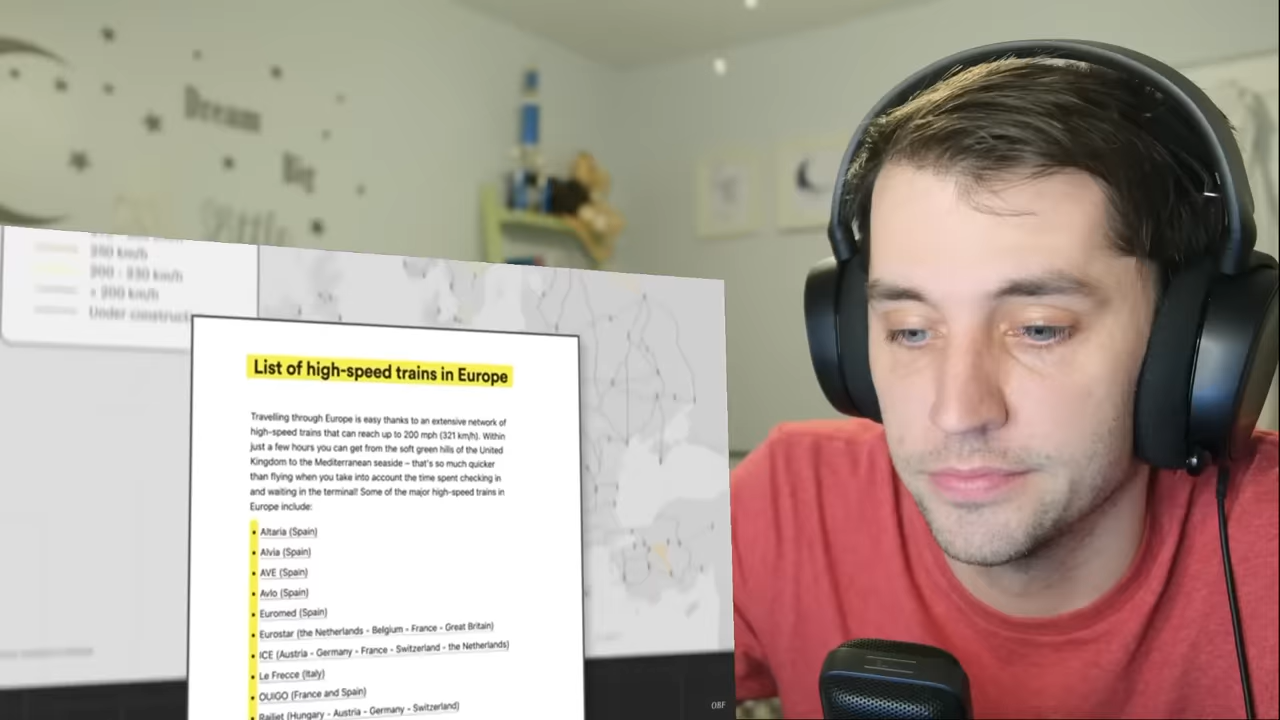 Dream
Big
Little
350 km/h
< 200 km/h
List of high-speed trains in Europe
Travelling through Europe is easy thanks to an extensive network of
high-speed trains that can reach up to 200 mph (321 km/h). Within
just a few hours you can get from the soft green hills of the United
Kingdom to the Mediterranean seaside – that's so much quicker
than flying when you take into account the time spent checking in
and waiting in the terminal! Some of the major high-speed trains in
Europe include:
• Altaria (Spain)
• Alvia (Spain)
• AVE (Spain)
• Avlo (Spain)
• Euromed (Spain)
• Eurostar (the Netherlands - Belgium - France - Great Britain)
• ICE (Austria - Germany - France - Switzerland - the Netherlands)
• Le Frecce (Italy)
• OUIGO (France and Spain)
• Railjet (Hungary - Austria - Germany - Switzerland)
OBF